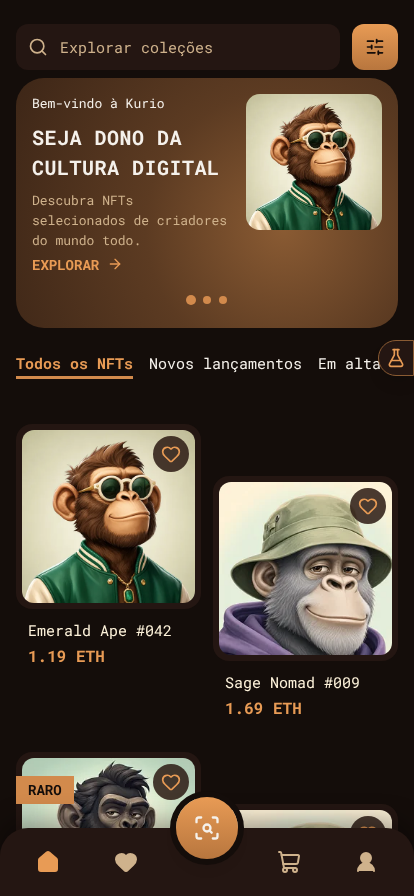 Explorar coleções
Bem-vindo à Kurio
SEJA DONO DA
CULTURA DIGITAL
Descubra NFTs
selecionados de criadores
do mundo todo.
EXPLORAR
Todos os NFTs Novos lançamentos Em alta
Emerald Ape #042
1.19 ETH
Sage Nomad #009
1.69 ETH
RARO